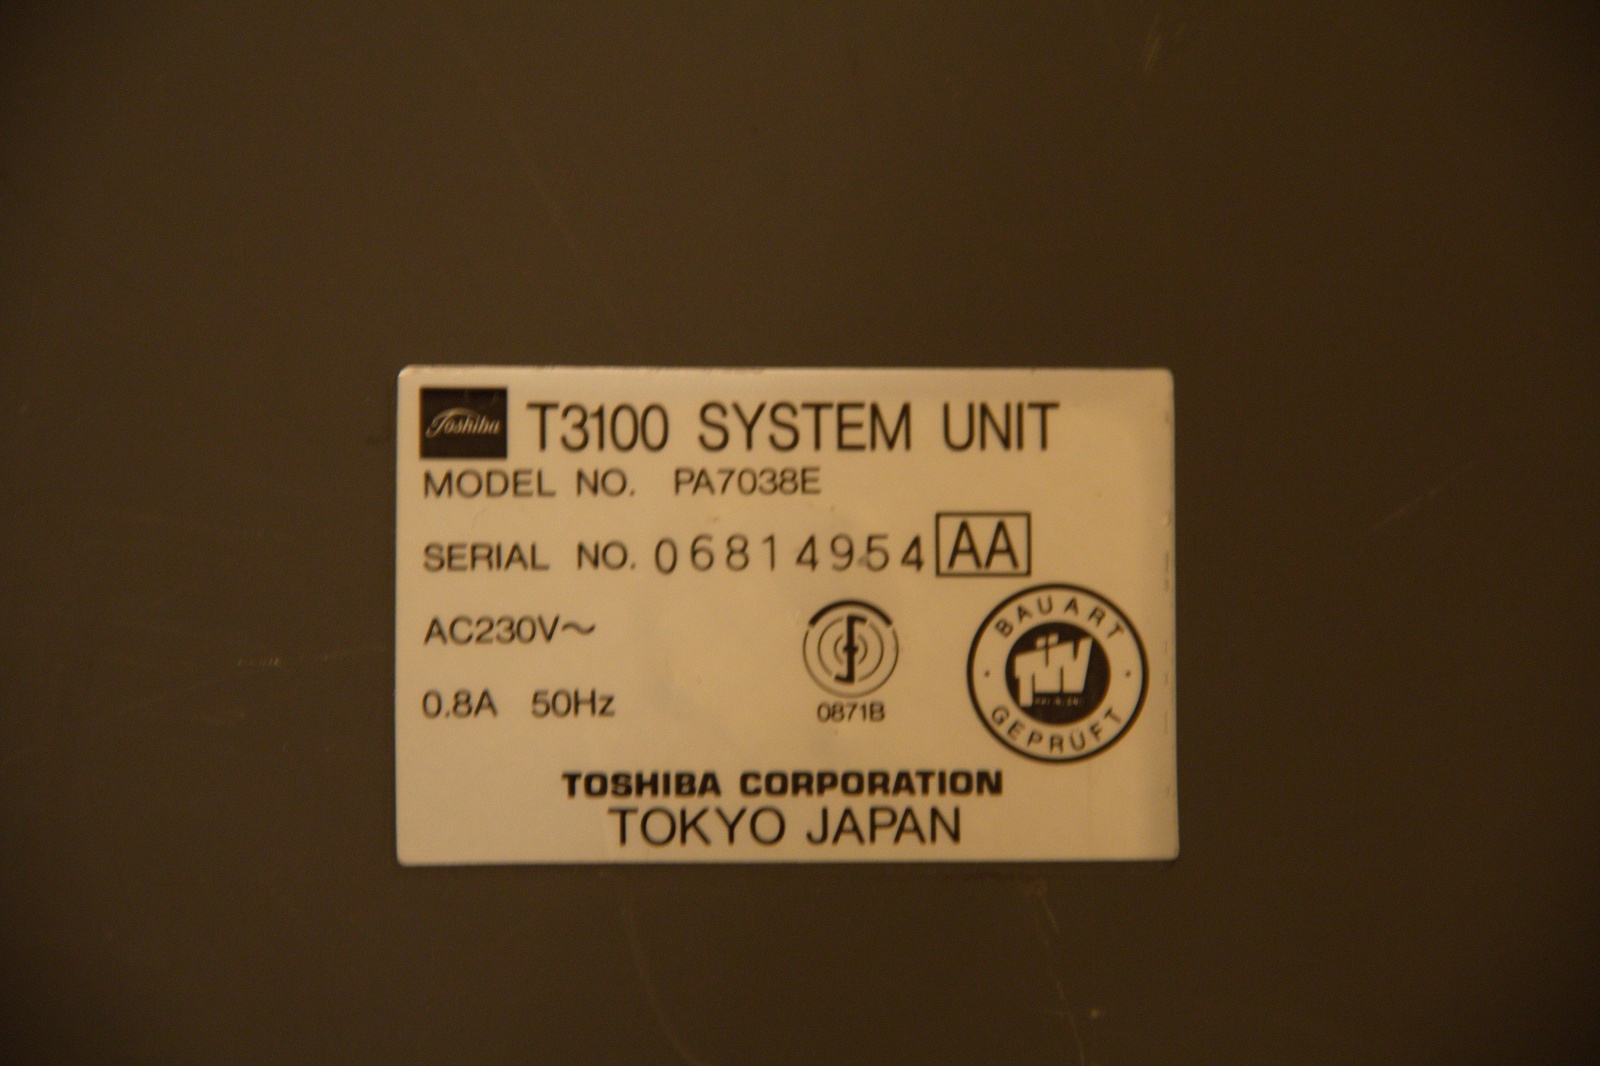 Toshiba T3100 SYSTEM UNIT
MODEL NO. PA7038E
SERIAL NO. 06814954 AA
AC230V～
0.8A 50Hz
0871B
BAUART
TÜV
GEPRÜFT
TOSHIBA CORPORATION
TOKYO JAPAN